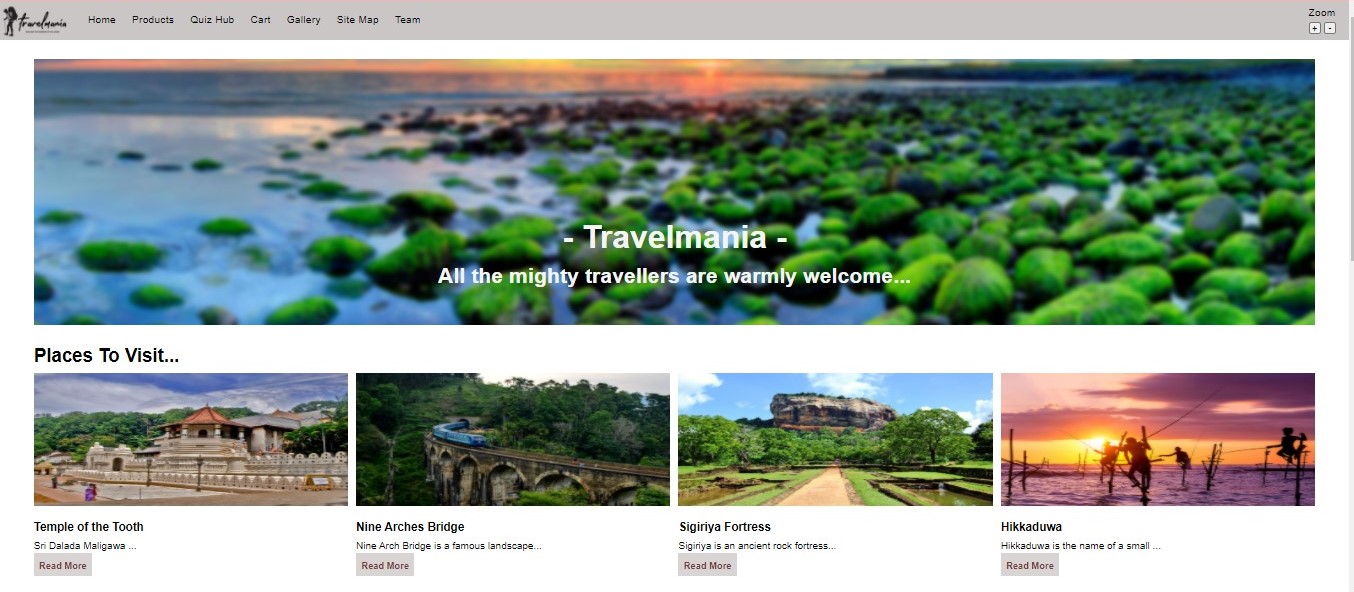 travelmania
Home Products Quiz Hub Cart Gallery Site Map Team
Zoom
+ -
- Travelmania -
All the mighty travellers are warmly welcome...
Places To Visit...
Temple of the Tooth
Sri Dalada Maligawa ...
Read More
Nine Arches Bridge
Nine Arch Bridge is a famous landscape...
Read More
Sigiriya Fortress
Sigiriya is an ancient rock fortress...
Read More
Hikkaduwa
Hikkaduwa is the name of a small ...
Read More